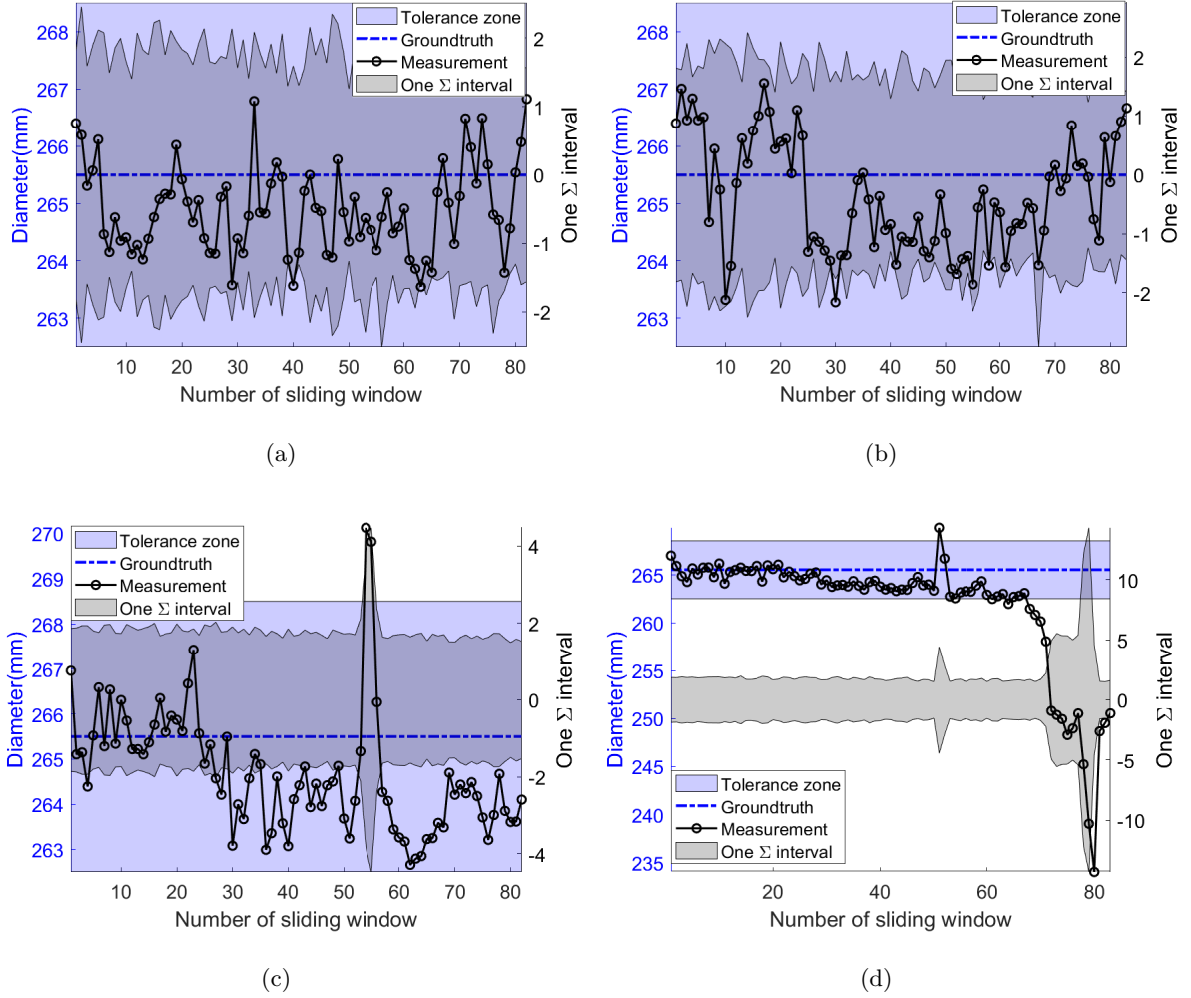 268
267
266
265
264
263
Diameter(mm)
2
1
0
-1
-2
One Σ interval
10 20 30 40 50 60 70 80
Number of sliding window
Tolerance zone
Groundtruth
Measurement
One Σ interval
(a)
268
267
266
265
264
263
Diameter(mm)
2
1
0
-1
-2
One Σ interval
10 20 30 40 50 60 70 80
Number of sliding window
Tolerance zone
Groundtruth
Measurement
One Σ interval
(b)
270
269
268
267
266
265
264
263
Diameter(mm)
4
2
0
-2
-4
One Σ interval
10 20 30 40 50 60 70 80
Number of sliding window
Tolerance zone
Groundtruth
Measurement
One Σ interval
(c)
265
260
255
250
245
240
235
Diameter(mm)
10
5
0
-5
-10
One Σ interval
20 40 60 80
Number of sliding window
Tolerance zone
Groundtruth
Measurement
One Σ interval
(d)